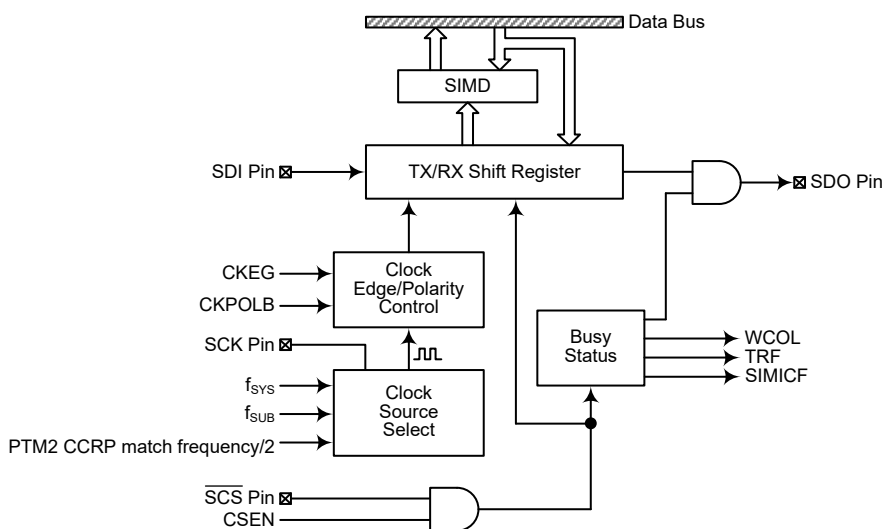 Data Bus
SIMD
SDI Pin
TX/RX Shift Register
SDO Pin
CKEG
CKPOLB
Clock
Edge/Polarity
Control
SCK Pin
Busy
Status
WCOL
TRF
SIMICF
fSYS
fSUB
PTM2 CCRP match frequency/2
Clock
Source
Select
SCS Pin
CSEN